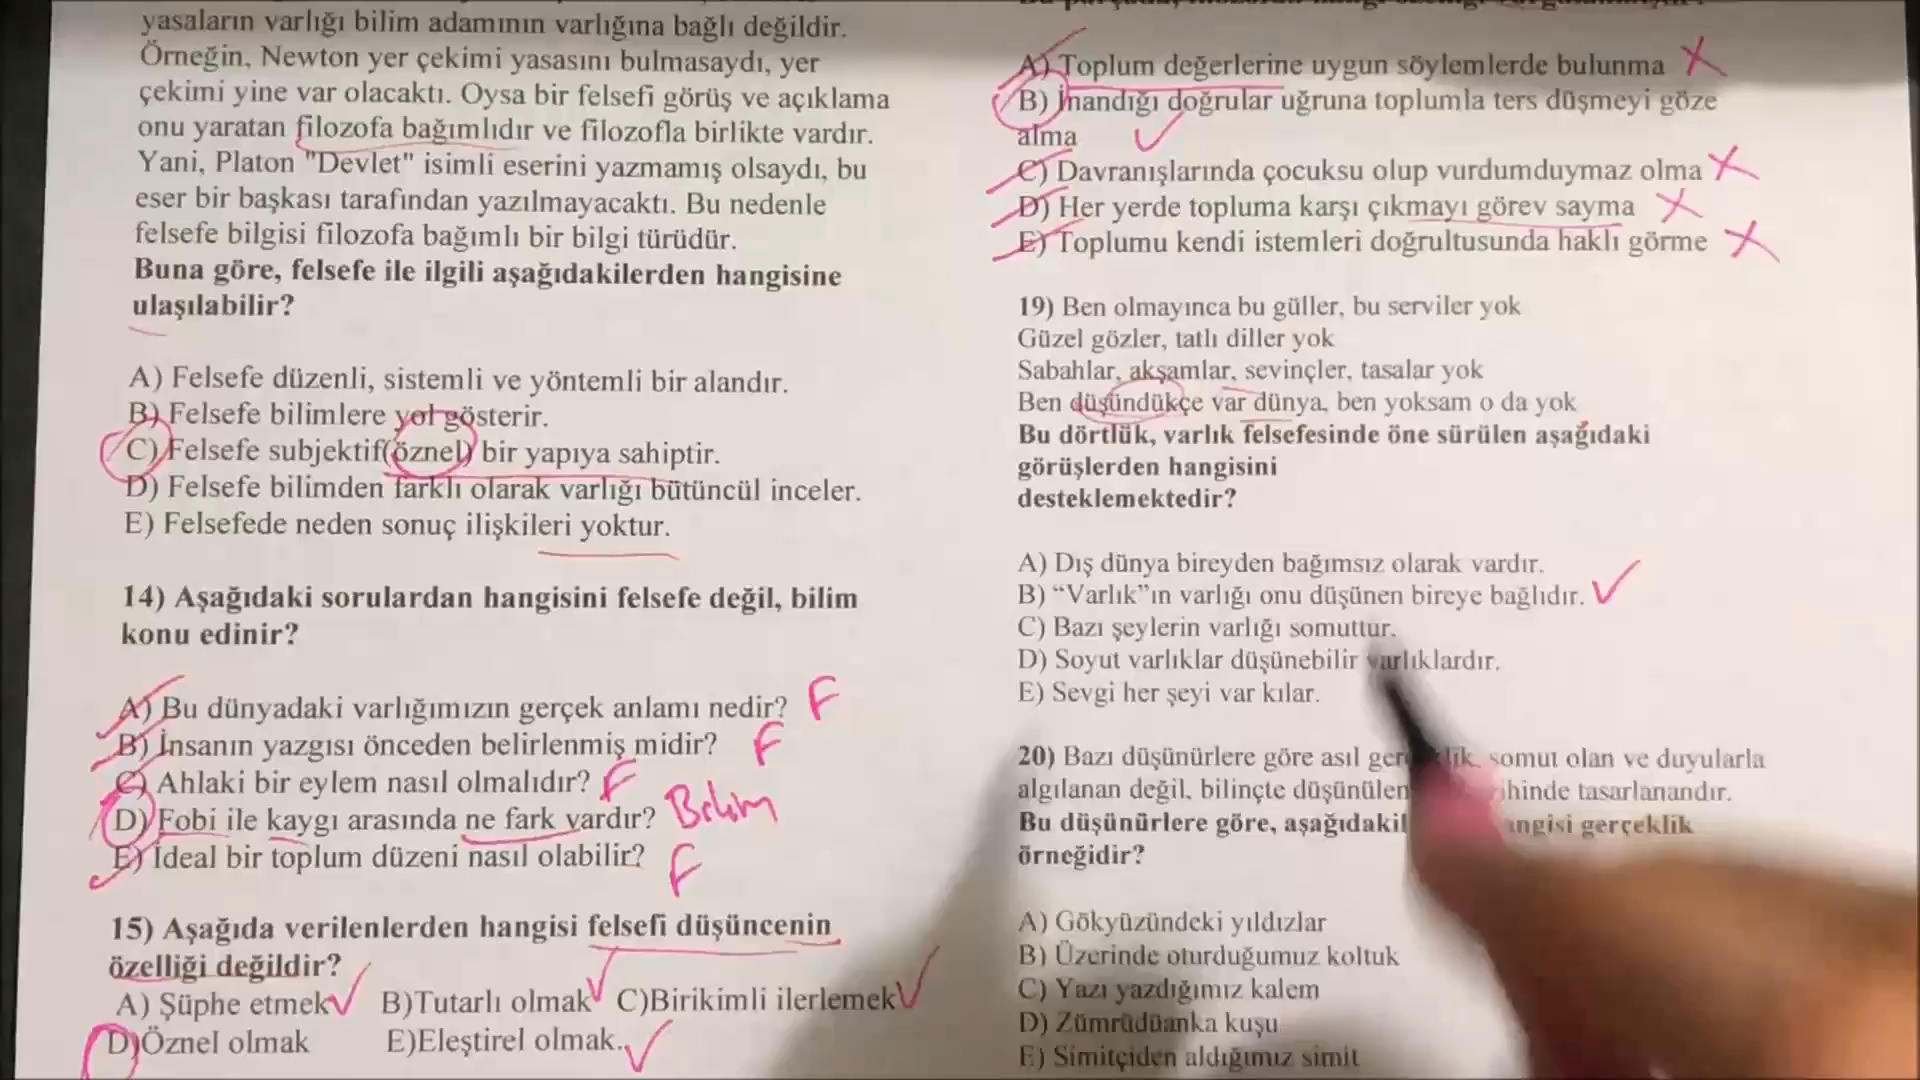 yasaların varlığı bilim adamının varlığına bağlı değildir.
Örneğin, Newton yer çekimi yasasını bulmasaydı, yer
çekimi yine var olacaktı. Oysa bir felsefi görüş ve açıklama
onu yaratan filozofa bağımlıdır ve filozofla birlikte vardır.
Yani, Platon "Devlet" isimli eserini yazmamış olsaydı, bu
eser bir başkası tarafından yazılmayacaktı. Bu nedenle
felsefe bilgisi filozofa bağımlı bir bilgi türüdür.
Buna göre, felsefe ile ilgili aşağıdakilerden hangisine
ulaşılabilir?
A) Felsefe düzenli, sistemli ve yöntemli bir alandır.
B) Felsefe bilimlere yol gösterir.
C) Felsefe subjektif(öznel) bir yapıya sahiptir.
D) Felsefe bilimden farklı olarak varlığı bütüncül inceler.
E) Felsefede neden sonuç ilişkileri yoktur.
14) Aşağıdaki sorulardan hangisini felsefe değil, bilim
konu edinir?
A) Bu dünyadaki varlığımızın gerçek anlamı nedir? F
B) İnsanın yazgısı önceden belirlenmiş midir? F
C) Ahlaki bir eylem nasıl olmalıdır? F
D) Fobi ile kaygı arasında ne fark vardır? Bilim
E) İdeal bir toplum düzeni nasıl olabilir? F
15) Aşağıda verilenlerden hangisi felsefi düşüncenin
özelliği değildir?
A) Şüphe etmek B)Tutarlı olmak C)Birikimli ilerlemek
D)Öznel olmak E)Eleştirel olmak.
A) Toplum değerlerine uygun söylemlerde bulunma
B) İnandığı doğrular uğruna toplumla ters düşmeyi göze
alma
C) Davranışlarında çocuksu olup vurdumduymaz olma
D) Her yerde topluma karşı çıkmayı görev sayma
E) Toplumu kendi istemleri doğrultusunda haklı görme
19) Ben olmayınca bu güller, bu serviler yok
Güzel gözler, tatlı diller yok
Sabahlar, akşamlar, sevinçler, tasalar yok
Ben düşündükçe var dünya, ben yoksam o da yok
Bu dörtlük, varlık felsefesinde öne sürülen aşağıdaki
görüşlerden hangisini
desteklemektedir?
A) Dış dünya bireyden bağımsız olarak vardır.
B) “Varlık”ın varlığı onu düşünen bireye bağlıdır.
C) Bazı şeylerin varlığı somuttur.
D) Soyut varlıklar düşünebilir varlıklardır.
E) Sevgi her şeyi var kılar.
20) Bazı düşünürlere göre asıl somut olan ve duyularla
algılanan değil, bilinçte düşünülen tasarlanandır.
Bu düşünürlere göre, gerçeklik
örneğidir?
A) Gökyüzündeki yıldızlar
B) Üzerinde oturduğumuz koltuk
C) Yazı yazdığımız kalem
D) Zümrüdüanka kuşu
E) Simitçiden aldığımız simit